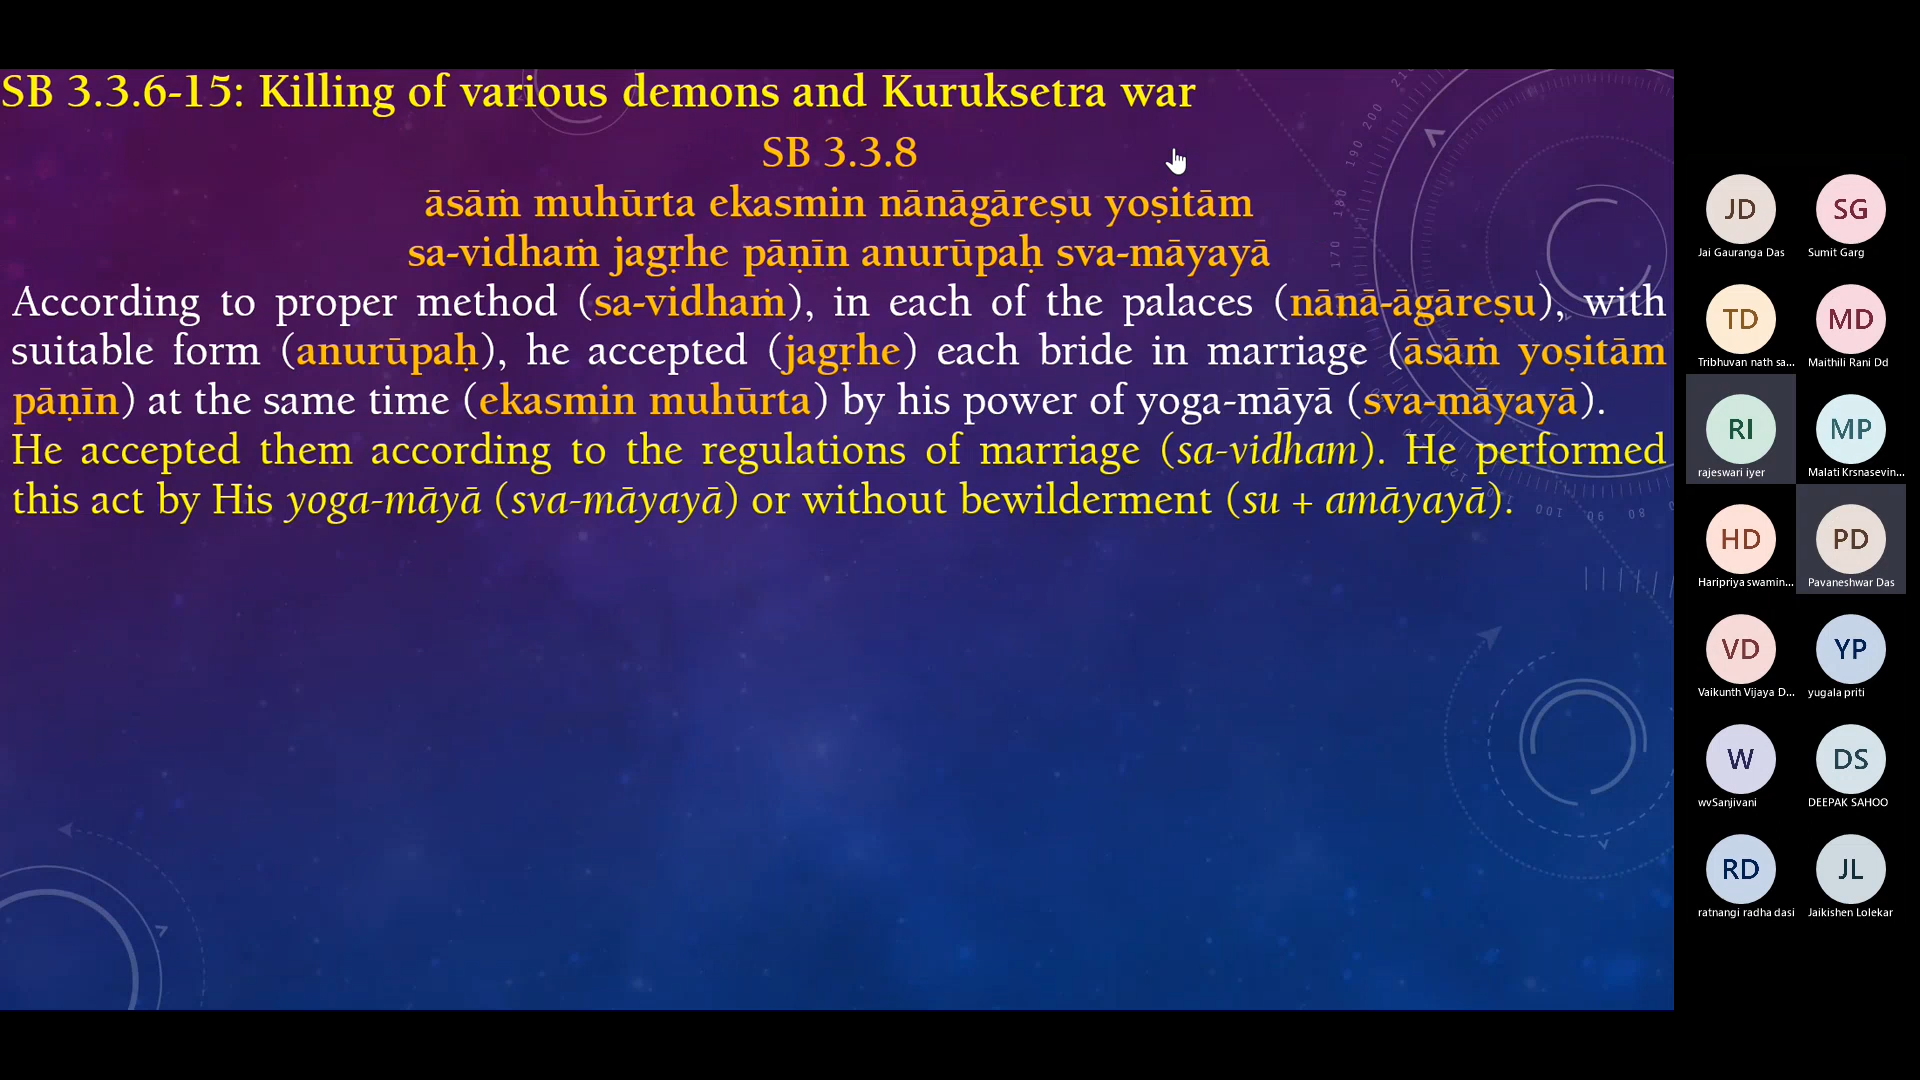 SB 3.3.6-15: Killing of various demons and Kuruksetra war
SB 3.3.8
āsāṁ muhūrta ekasmin nānāgāreṣu yoṣitām
sa-vidhaṁ jagṛhe pāṇīn anurūpaḥ sva-māyayā
According to proper method (sa-vidhaṁ), in each of the palaces (nānā-āgāreṣu), with
suitable form (anurūpaḥ), he accepted (jagṛhe) each bride in marriage (āsāṁ yoṣitām
pāṇīn) at the same time (ekasmin muhūrta) by his power of yoga-māyā (sva-māyayā).
He accepted them according to the regulations of marriage (sa-vidham). He performed
this act by His yoga-māyā (sva-māyayā) or without bewilderment (su + amāyayā).
JD
Jai Gauranga Das
SG
Sumit Garg
TD
Tribhuvan nath sa...
MD
Maithili Rani Dd
RI
rajeswari iyer
MP
Malati Krsnasevin...
HD
Haripriya swamin...
PD
Pavaneshwar Das
VD
Vaikunth Vijaya D...
YP
yugala priti
W
wvSanjivani
DS
DEEPAK SAHOO
RD
ratnangi radha dasi
JL
Jaikishen Lolekar